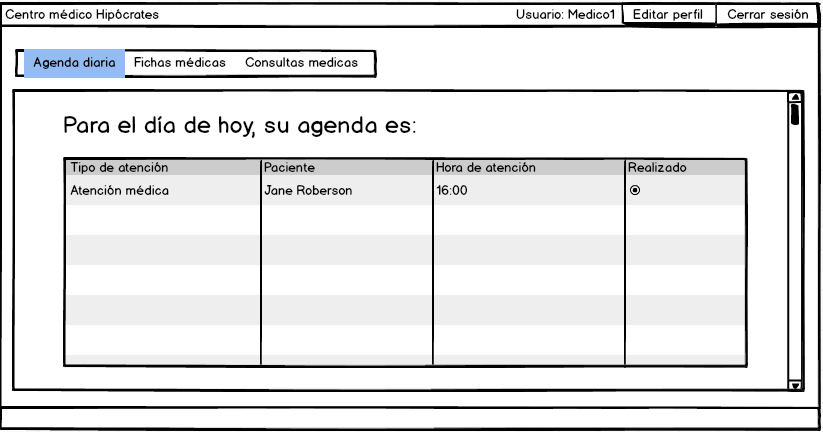 Centro médico Hipócrates Usuario: Medico1 Editar perfil Cerrar sesión
Agenda diaria Fichas médicas Consultas medicas
Para el día de hoy, su agenda es:
Tipo de atención Paciente Hora de atención Realizado
Atención médica Jane Roberson 16:00